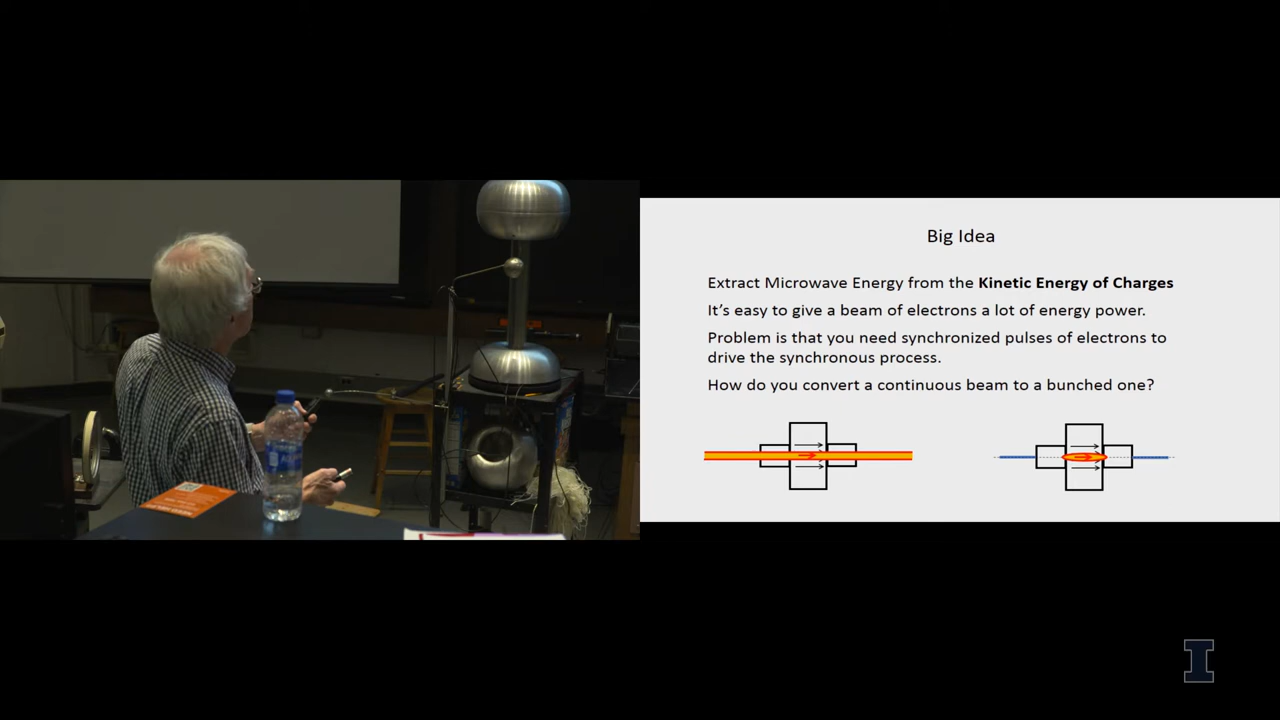 Big Idea
Extract Microwave Energy from the Kinetic Energy of Charges
It’s easy to give a beam of electrons a lot of energy power.
Problem is that you need synchronized pulses of electrons to
drive the synchronous process.
How do you convert a continuous beam to a bunched one?